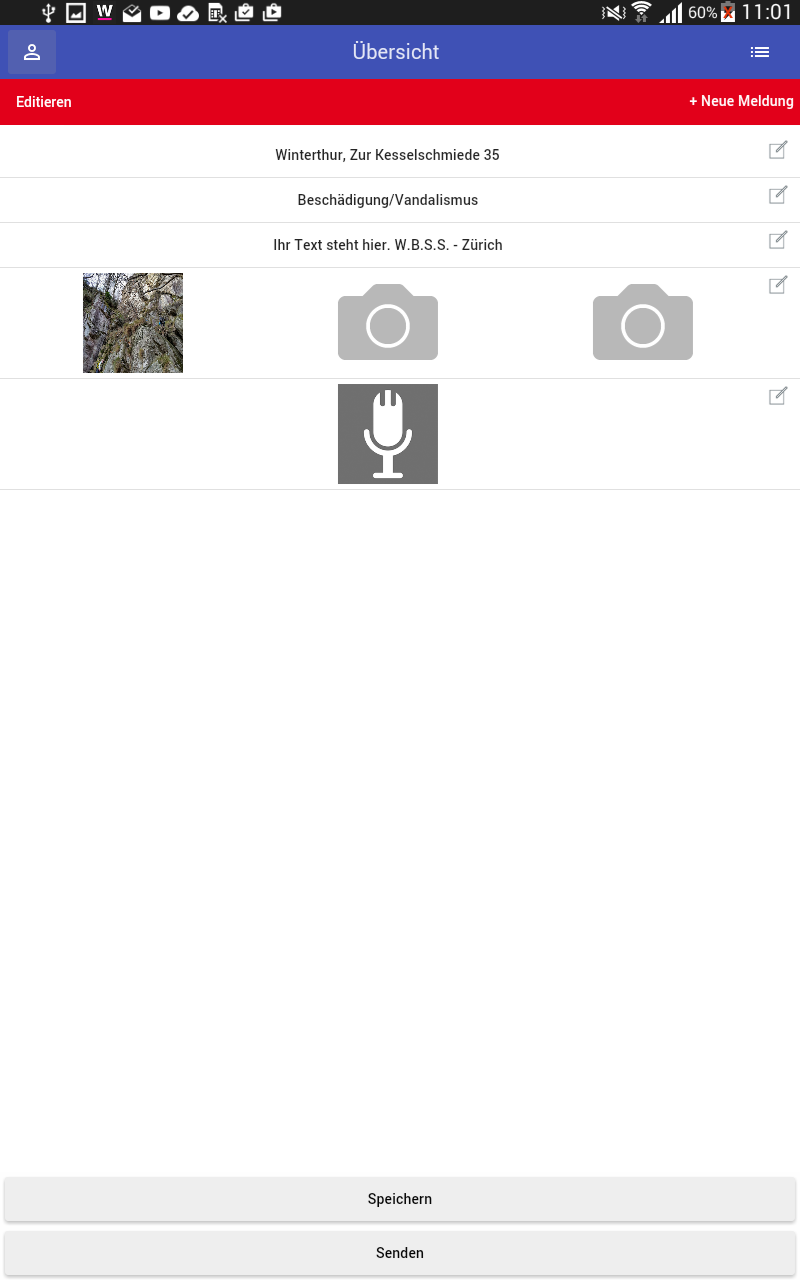 60% 11:01
Übersicht
Editieren
+ Neue Meldung
Winterthur, Zur Kesselschmiede 35
Beschädigung/Vandalismus
Ihr Text steht hier. W.B.S.S. - Zürich
Speichern
Senden